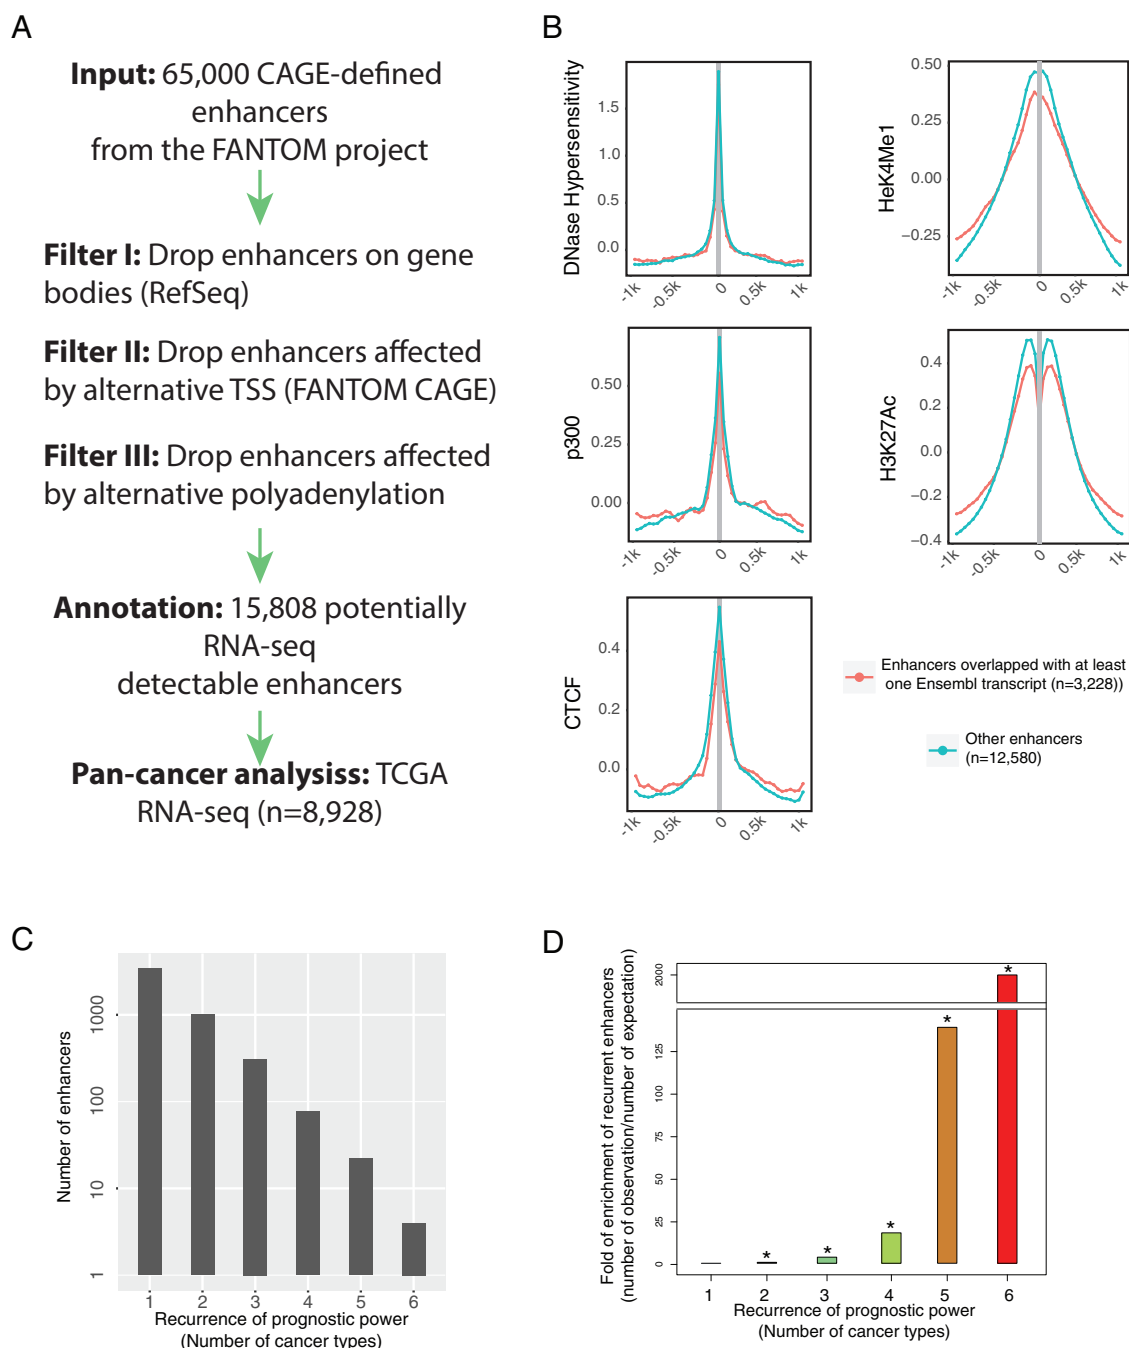 A
Input: 65,000 CAGE-defined
enhancers
from the FANTOM project
Filter I: Drop enhancers on gene
bodies (RefSeq)
Filter II: Drop enhancers affected
by alternative TSS (FANTOM CAGE)
Filter III: Drop enhancers affected
by alternative polyadenylation
Annotation: 15,808 potentially
RNA-seq
detectable enhancers
Pan-cancer analysiss: TCGA
RNA-seq (n=8,928)
B
DNase Hypersensitivity
1.5
1.0
0.5
0.0
-1k
-0.5k
0
0.5k
1k
HeK4Me1
0.50
0.25
0.00
−0.25
-1k
-0.5k
0
0.5k
1k
p300
0.50
0.25
0.00
-1k
-0.5k
0
0.5k
1k
H3K27Ac
0.4
0.2
0.0
−0.2
−0.4
-1k
-0.5k
0
0.5k
1k
CTCF
0.4
0.2
0.0
-1k
-0.5k
0
0.5k
1k
Enhancers overlapped with at least
one Ensembl transcript (n=3,228))
Other enhancers
(n=12,580)
C
Number of enhancers
1000
100
10
1
1 2 3 4 5 6
Recurrence of prognostic power
(Number of cancer types)
D
Fold of enrichment of recurrent enhancers
(number of observation/number of expectation)
2000
125
100
75
50
25
0
* * * * *
1 2 3 4 5 6
Recurrence of prognostic power
(Number of cancer types)